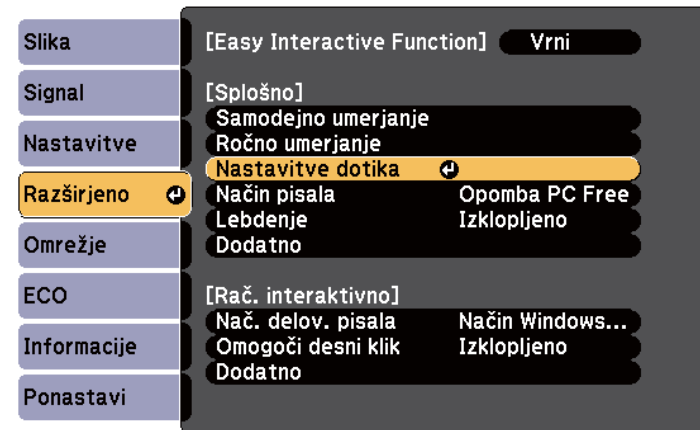 Slika
Signal
Nastavitve
Razširjeno
Omrežje
ECO
Informacije
Ponastavi
[Easy Interactive Function] Vrni
[Splošno]
Samodejno umerjanje
Ročno umerjanje
Nastavitve dotika
Način pisala Opomba PC Free
Lebdenje Izklopljeno
Dodatno
[Rač. interaktivno]
Nač. delov. pisala Način Windows...
Omogoči desni klik Izklopljeno
Dodatno